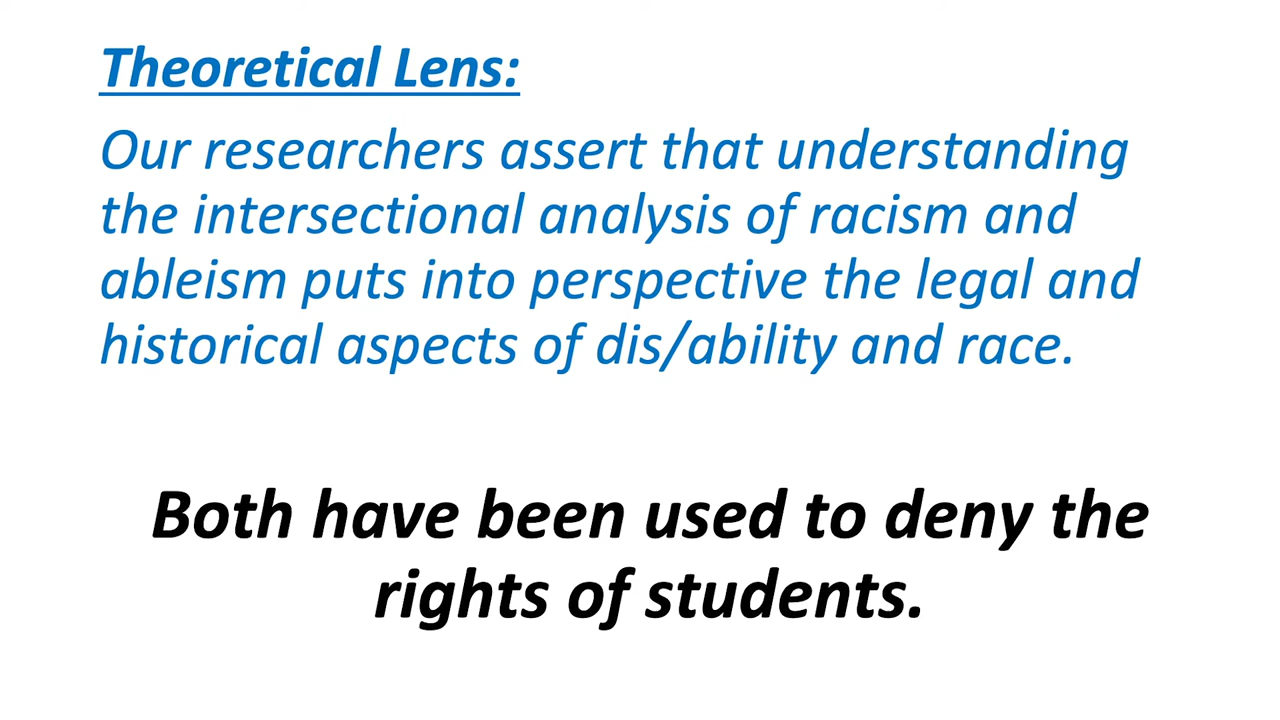 Theoretical Lens:
Our researchers assert that understanding
the intersectional analysis of racism and
ableism puts into perspective the legal and
historical aspects of dis/ability and race.
Both have been used to deny the
rights of students.